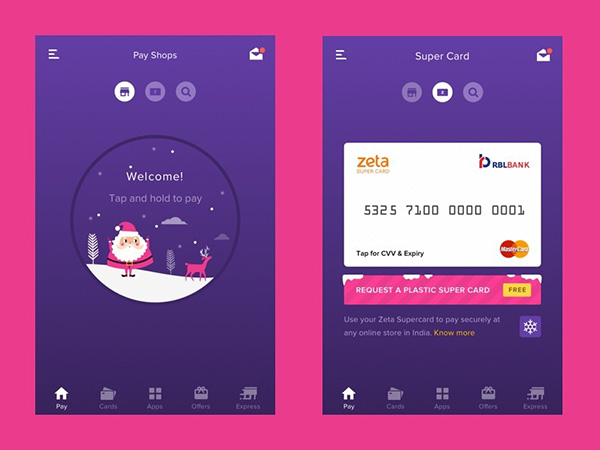 Pay Shops
Welcome!
Tap and hold to pay
Pay
Cards
Apps
Offers
Express
Super Card
zeta
SUPER CARD
RBLBANK
5325 7100 0000 0001
Tap for CVV & Expiry
MasterCard
REQUEST A PLASTIC SUPER CARD
FREE
Use your Zeta Supercard to pay securely at
any online store in India. Know more
Pay
Cards
Apps
Offers
Express